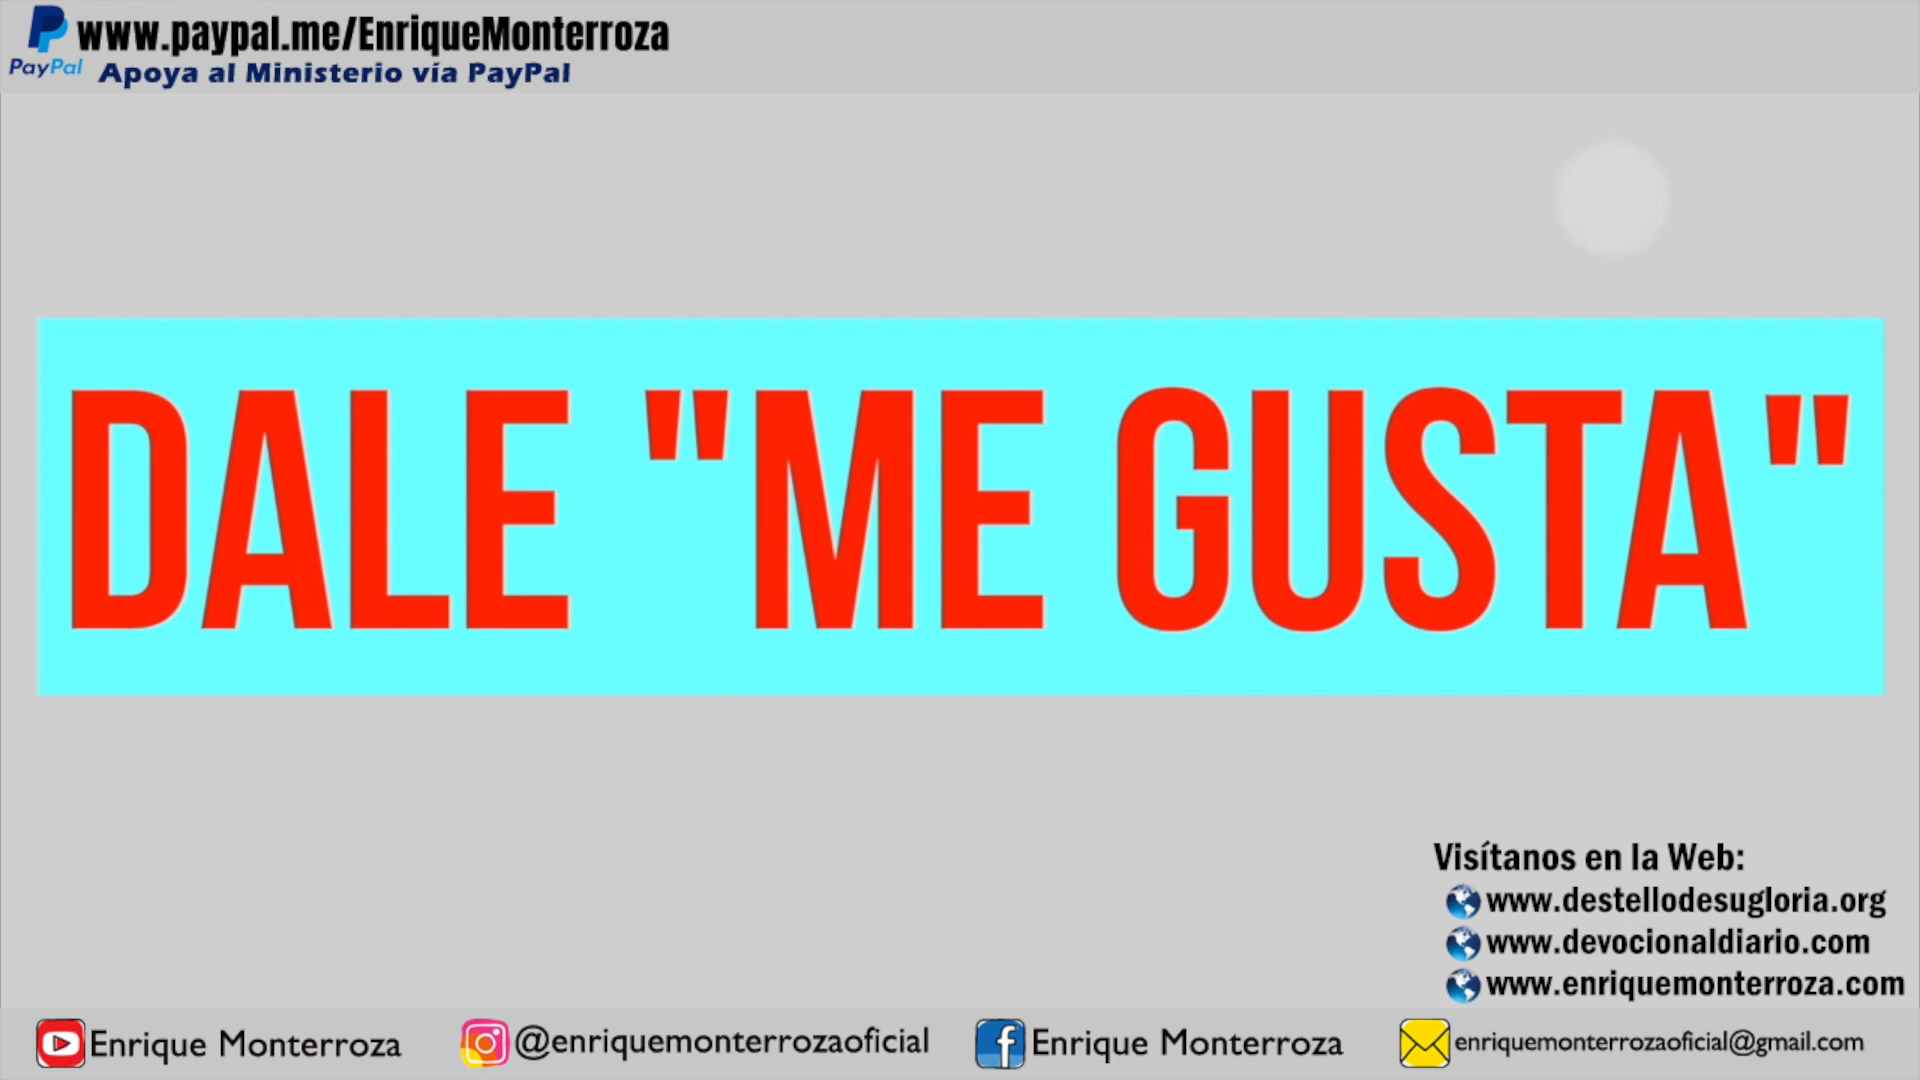 www.paypal.me/EnriqueMonterroza
PayPal
Apoya al Ministerio vía PayPal
DALE "ME GUSTA"
Visítanos en la Web:
www.destellodesugloria.org
www.devocionaldiario.com
www.enriquemonterroza.com
Enrique Monterroza
@enriquemonterrozaoficial
Enrique Monterroza
enriquemonterrozaoficial@gmail.com